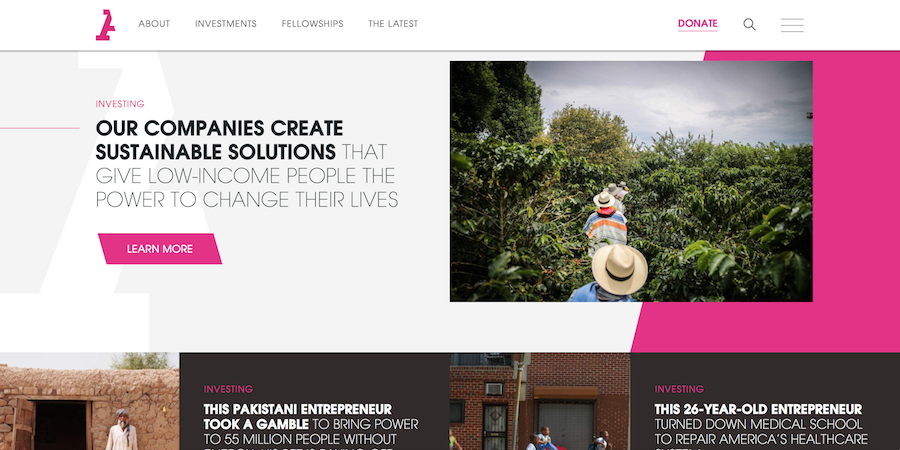 ABOUT INVESTMENTS FELLOWSHIPS THE LATEST DONATE
INVESTING
OUR COMPANIES CREATE
SUSTAINABLE SOLUTIONS THAT
GIVE LOW-INCOME PEOPLE THE
POWER TO CHANGE THEIR LIVES
LEARN MORE
INVESTING
THIS PAKISTANI ENTREPRENEUR
TOOK A GAMBLE TO BRING POWER
TO 55 MILLION PEOPLE WITHOUT
INVESTING
THIS 26-YEAR-OLD ENTREPRENEUR
TURNED DOWN MEDICAL SCHOOL
TO REPAIR AMERICA'S HEALTHCARE